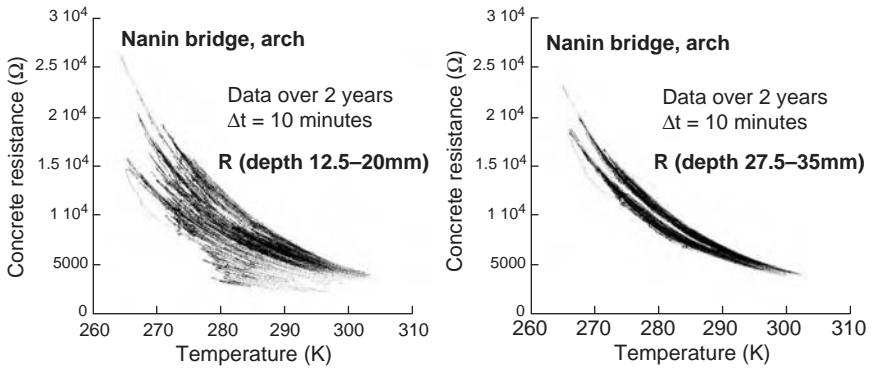 Nanin bridge, arch
Data over 2 years
Δt = 10 minutes
R (depth 12.5–20mm)
Concrete resistance (Ω)
3 10⁴
2.5 10⁴
2 10⁴
1.5 10⁴
1 10⁴
5000
0
260 270 280 290 300 310
Temperature (K)
Nanin bridge, arch
Data over 2 years
Δt = 10 minutes
R (depth 27.5–35mm)
Concrete resistance (Ω)
3 10⁴
2.5 10⁴
2 10⁴
1.5 10⁴
1 10⁴
5000
0
260 270 280 290 300 310
Temperature (K)